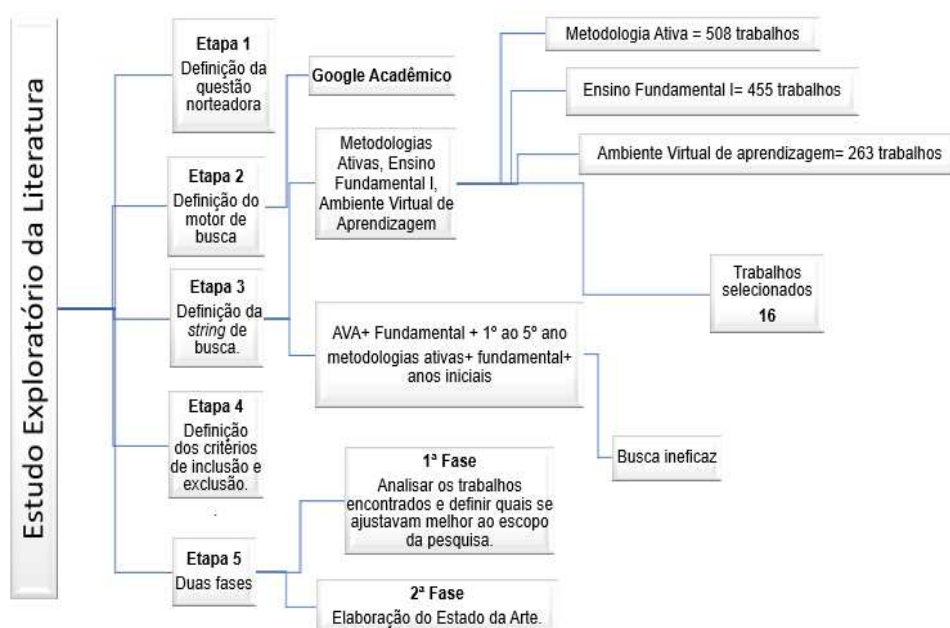 Estudo Exploratório da Literatura
Etapa 1
Definição da
questão
norteadora
Etapa 2
Definição do
motor de
busca
Etapa 3
Definição da
string de
busca.
Etapa 4
Definição
dos critérios
de inclusão e
exclusão.
.
Etapa 5
Duas fases
Google Acadêmico
Metodologias
Ativas, Ensino
Fundamental I,
Ambiente Virtual de
Aprendizagem
AVA+ Fundamental + 1º ao 5º ano
metodologias ativas+ fundamental+
anos iniciais
1ª Fase
Analisar os trabalhos
encontrados e definir quais se
ajustavam melhor ao escopo
da pesquisa.
2ª Fase
Elaboração do Estado da Arte.
Metodologia Ativa = 508 trabalhos
Ensino Fundamental I= 455 trabalhos
Ambiente Virtual de aprendizagem= 263 trabalhos
Trabalhos
selecionados
16
Busca ineficaz